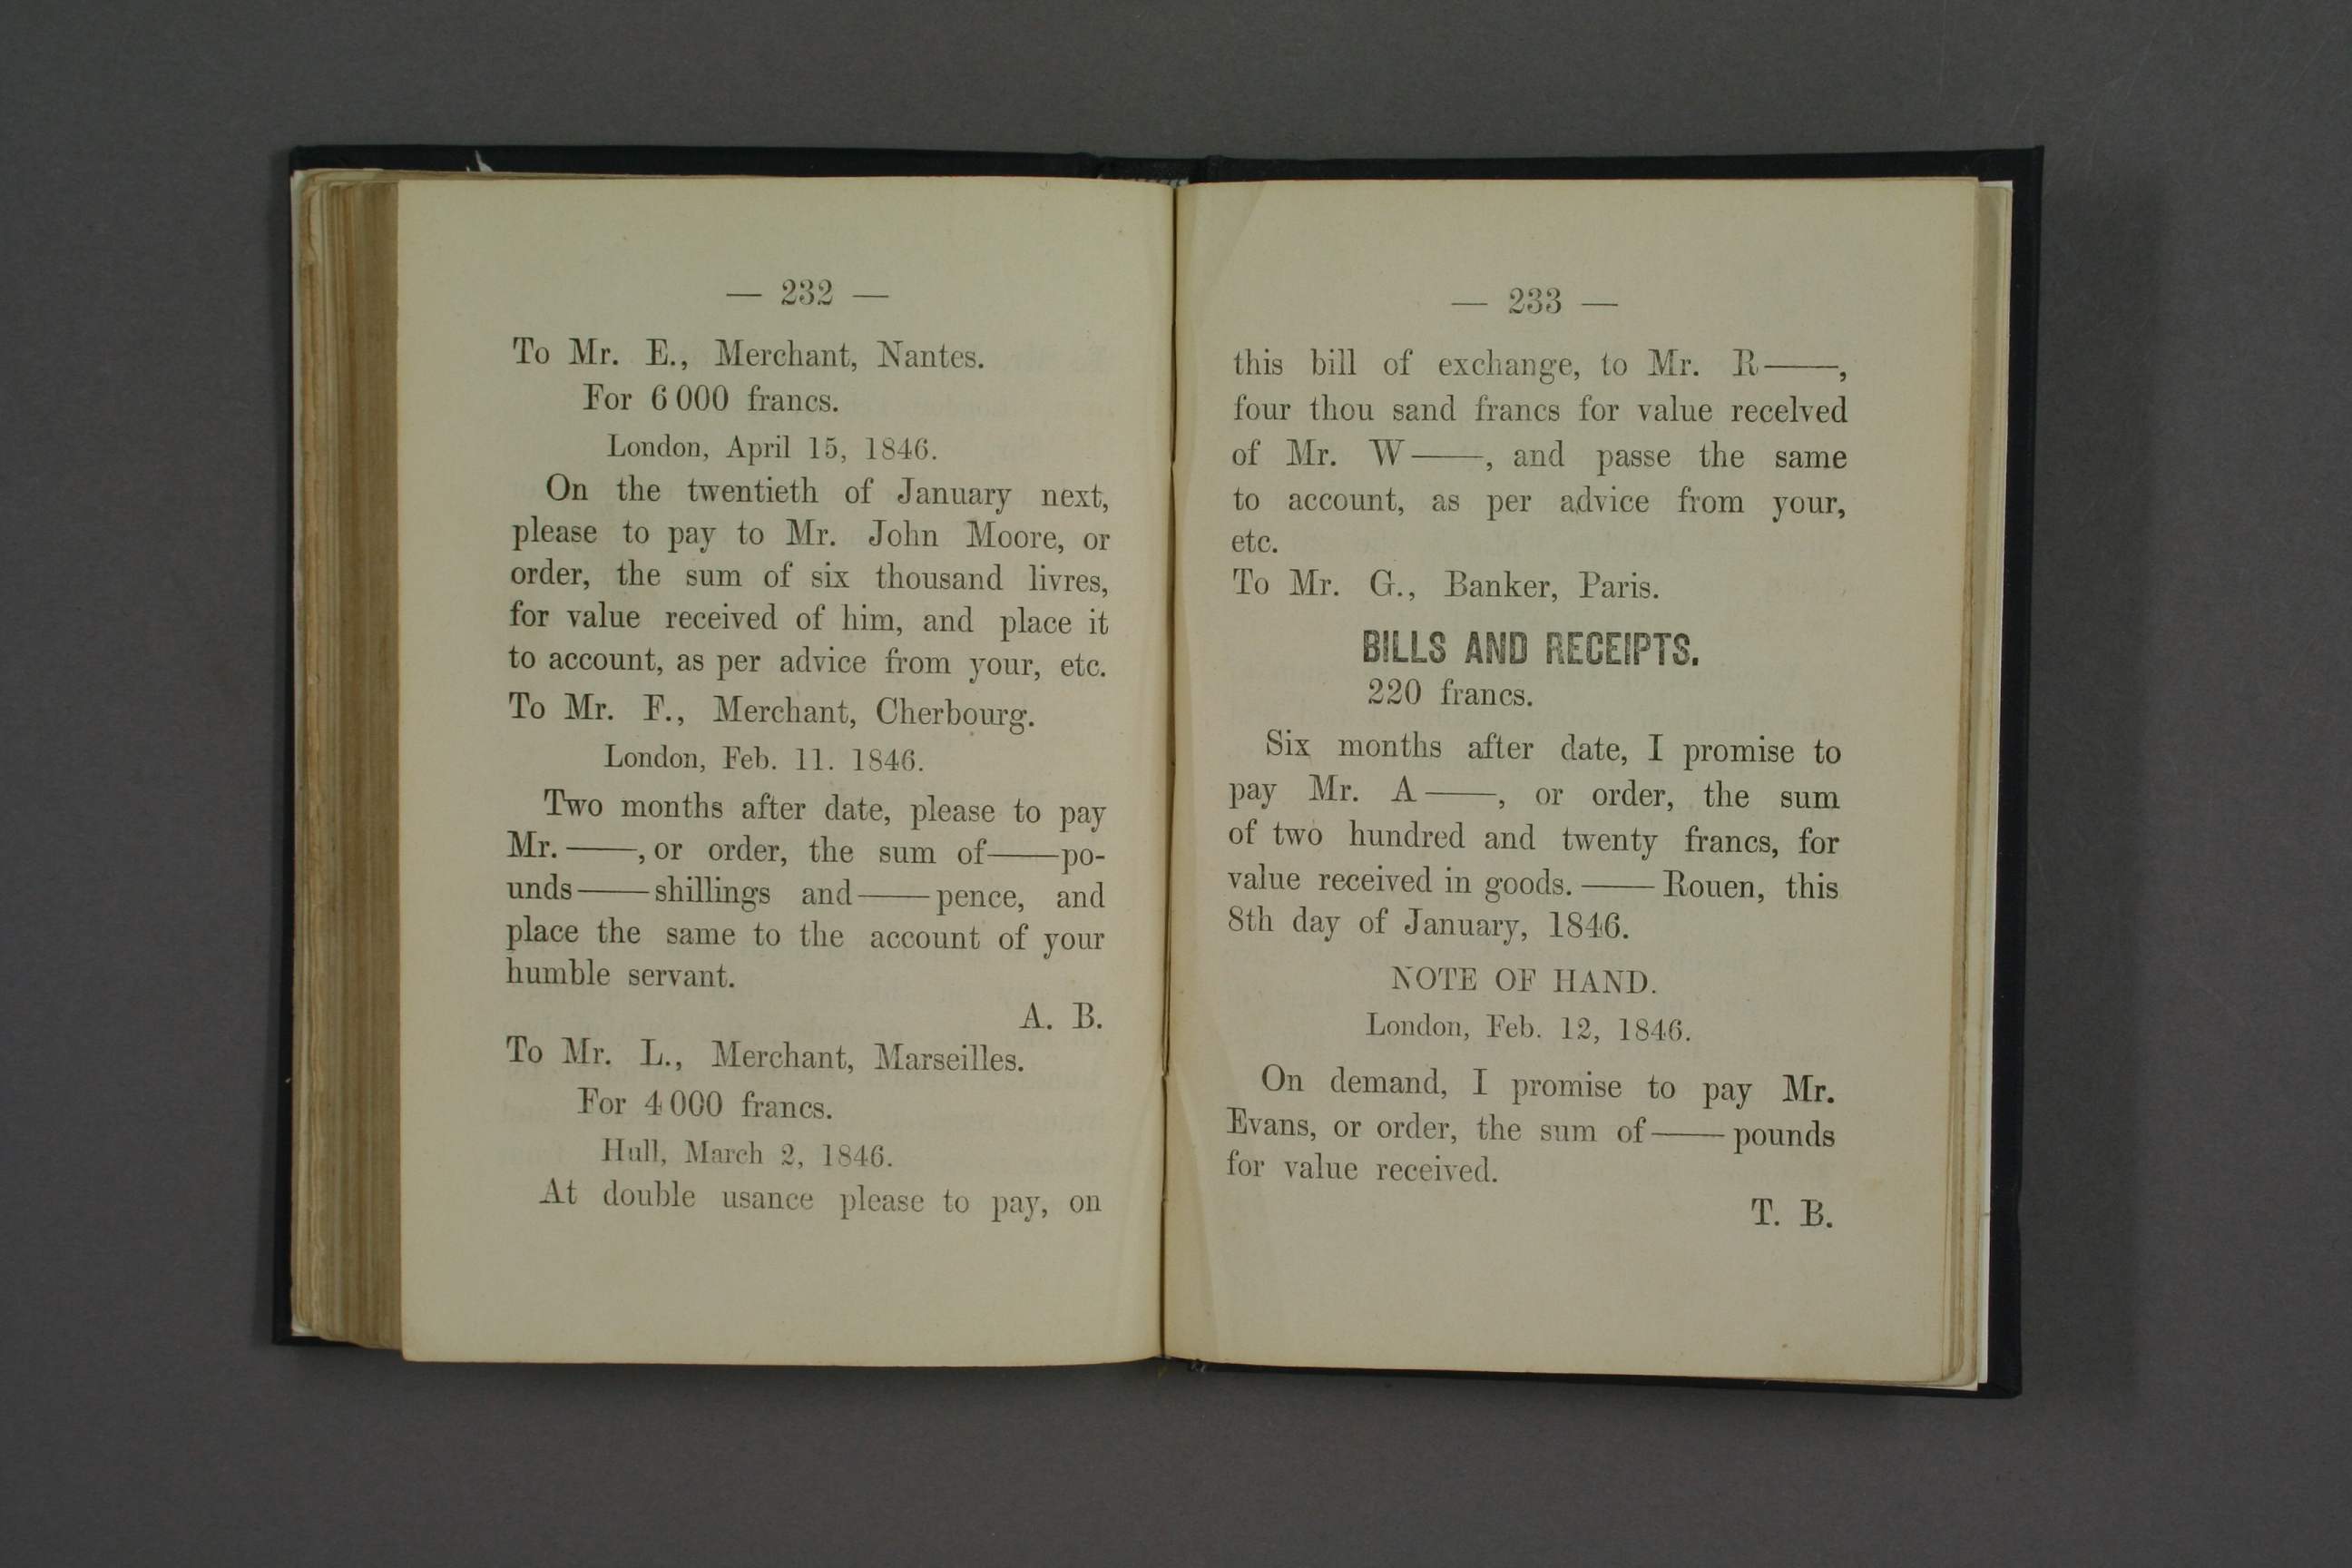 — 232 —
To Mr. E., Merchant, Nantes.
For 6 000 francs.
London, April 15, 1846.
On the twentieth of January next,
please to pay to Mr. John Moore, or
order, the sum of six thousand livres,
for value received of him, and place it
to account, as per advice from your, etc.
To Mr. F., Merchant, Cherbourg.
London, Feb. 11. 1846.
Two months after date, please to pay
Mr. ——, or order, the sum of —— po-
unds —— shillings and —— pence, and
place the same to the account of your
humble servant.
A. B.
To Mr. L., Merchant, Marseilles.
For 4 000 francs.
Hull, March 2, 1846.
At double usance please to pay, on
— 233 —
this bill of exchange, to Mr. R ——,
four thou sand francs for value recelved
of Mr. W ——, and passe the same
to account, as per advice from your,
etc.
To Mr. G., Banker, Paris.
BILLS AND RECEIPTS.
220 francs.
Six months after date, I promise to
pay Mr. A ——, or order, the sum
of two hundred and twenty francs, for
value received in goods. —— Rouen, this
8th day of January, 1846.
NOTE OF HAND.
London, Feb. 12, 1846.
On demand, I promise to pay Mr.
Evans, or order, the sum of —— pounds
for value received.
T. B.